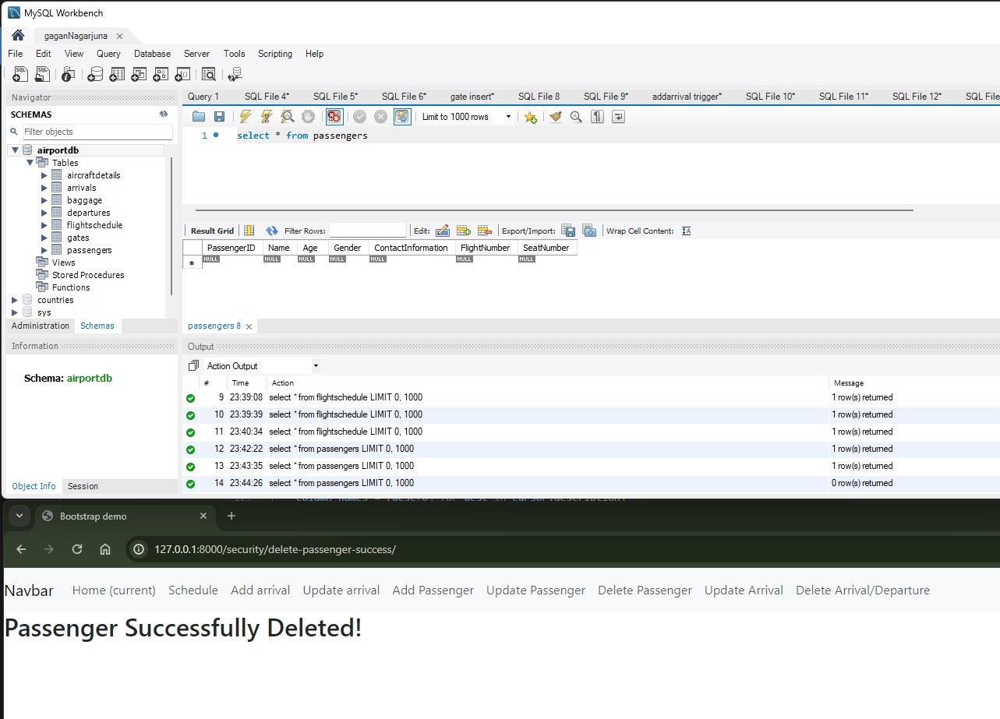 MySQL Workbench
gaganNagarjuna
File Edit View Query Database Server Tools Scripting Help
Navigator
SCHEMAS
Filter objects
airportdb
Tables
aircraftdetails
arrivals
baggage
departures
flightschedule
gates
passengers
Views
Stored Procedures
Functions
countries
sys
Administration Schemas
Information
Schema: airportdb
Object Info Session
Query 1 SQL File 4* SQL File 5* SQL File 6* gate insert* SQL File 8 SQL File 9* addarrival trigger* SQL File 10* SQL File 11* SQL File 12* SQL File
Limit to 1000 rows
1 select * from passengers
Result Grid Filter Rows: Edit: Export/Import: Wrap Cell Content:
PassengerID Name Age Gender ContactInformation FlightNumber SeatNumber
NULL NULL NULL NULL NULL NULL NULL
passengers 8
Output
Action Output
# Time Action Message
9 23:39:08 select * from flightschedule LIMIT 0, 1000 1 row(s) returned
10 23:39:39 select * from flightschedule LIMIT 0, 1000 1 row(s) returned
11 23:40:34 select * from flightschedule LIMIT 0, 1000 1 row(s) returned
12 23:42:22 select * from passengers LIMIT 0, 1000 1 row(s) returned
13 23:43:35 select * from passengers LIMIT 0, 1000 1 row(s) returned
14 23:44:26 select * from passengers LIMIT 0, 1000 0 row(s) returned
Bootstrap demo
127.0.0.1:8000/security/delete-passenger-success/
Navbar Home (current) Schedule Add arrival Update arrival Add Passenger Update Passenger Delete Passenger Update Arrival Delete Arrival/Departure
Passenger Successfully Deleted!